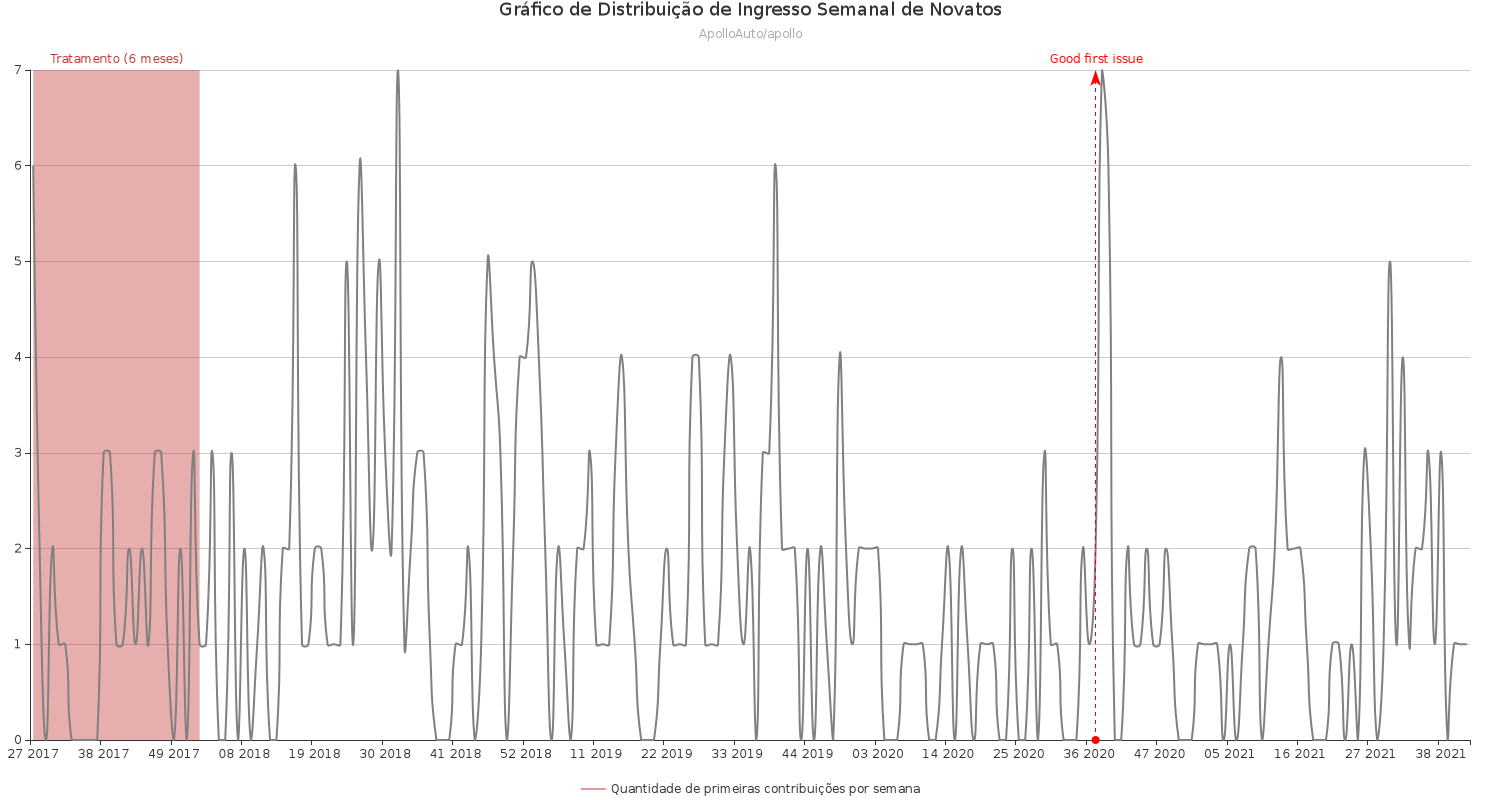 Gráfico de Distribuição de Ingresso Semanal de Novatos
ApolloAuto/apollo
Tratamento (6 meses)
Good first issue
7
6
5
4
3
2
1
0
27 2017 38 2017 49 2017 08 2018 19 2018 30 2018 41 2018 52 2018 11 2019 22 2019 33 2019 44 2019 03 2020 14 2020 25 2020 36 2020 47 2020 05 2021 16 2021 27 2021 38 2021
Quantidade de primeiras contribuições por semana